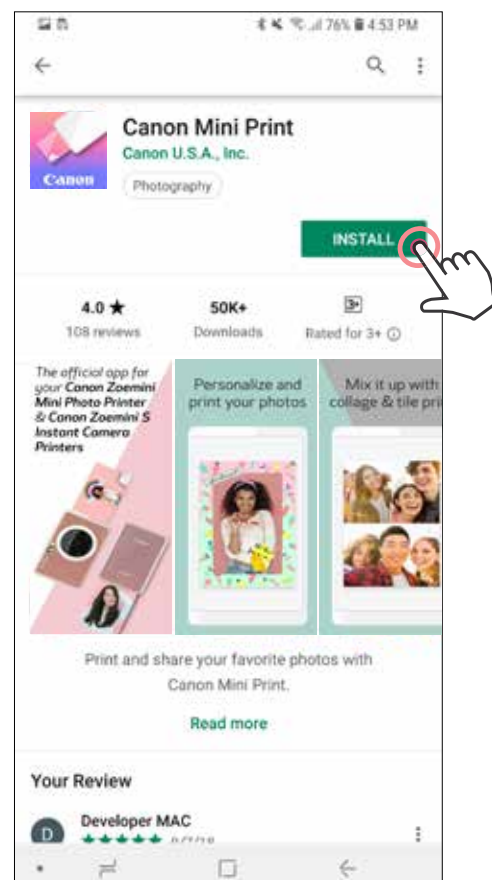 76% 4:53 PM
Canon Mini Print
Canon U.S.A., Inc.
Canon
Photography
INSTALL
4.0 ★ 50K+ 3+
108 reviews Downloads Rated for 3+
The official app for
your Canon Zoemini
Mini Photo Printer
& Canon Zoemini S
Instant Camera
Printers
Personalize and
print your photos
Mix it up with
collage & tile pri
Print and share your favorite photos with
Canon Mini Print.
Read more
Your Review
D
Developer MAC